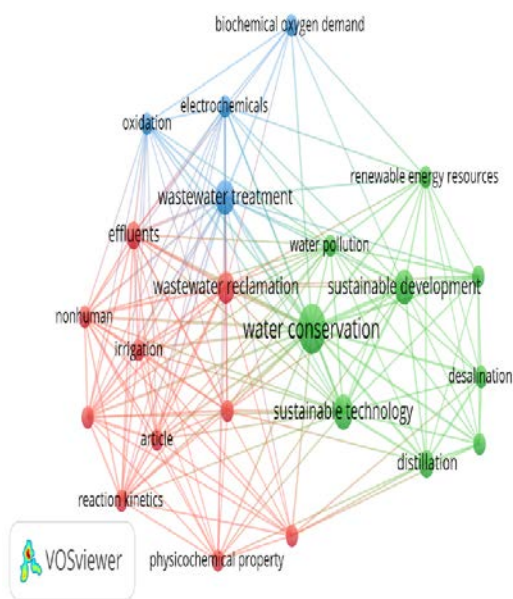 biochemical oxygen demand
electrochemicals
oxidation
renewable energy resources
wastewater treatment
effluents
water pollution
wastewater reclamation
sustainable development
nonhuman
water conservation
irrigation
desalination
sustainable technology
article
distillation
reaction kinetics
physicochemical property
VOSviewer